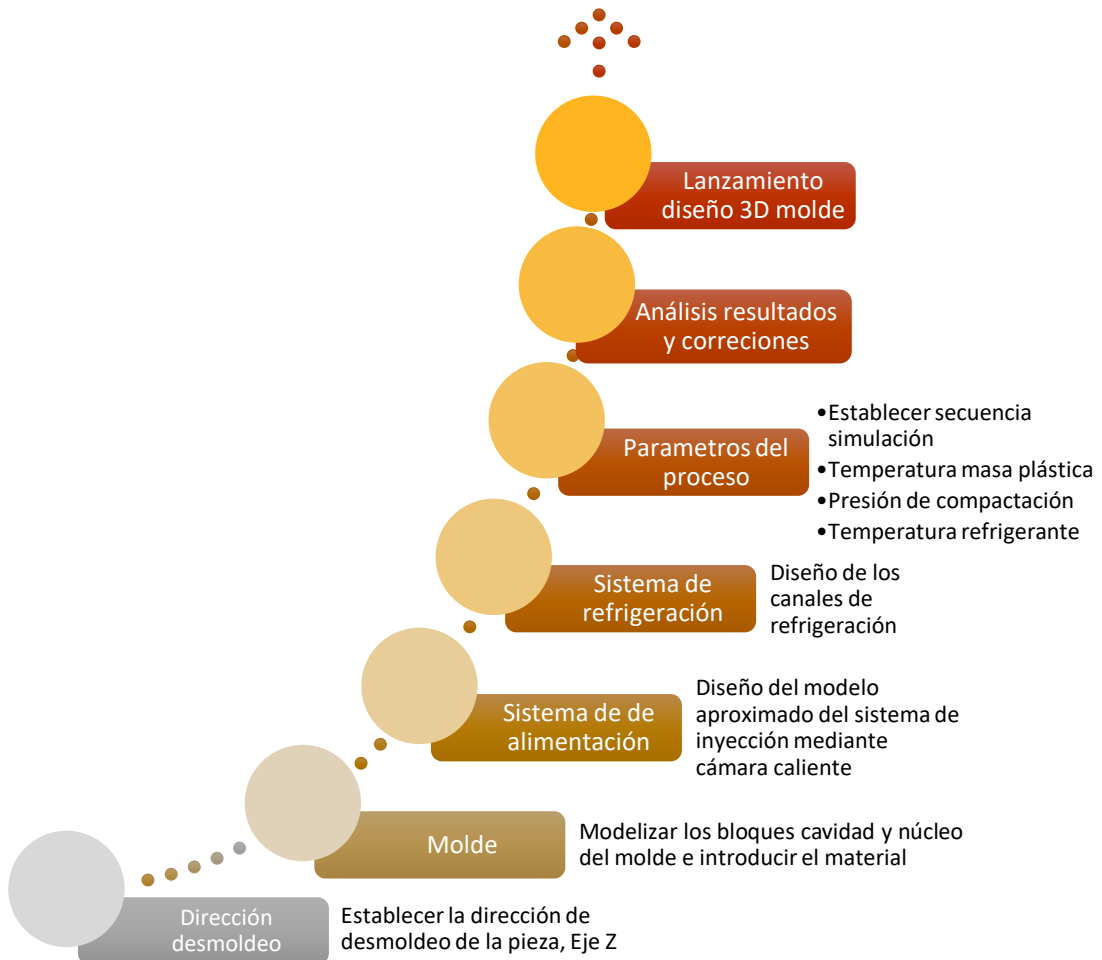 Lanzamiento
diseño 3D molde
Análisis resultados
y correciones
Parametros del
proceso
•Establecer secuencia
simulación
•Temperatura masa plástica
•Presión de compactación
•Temperatura refrigerante
Sistema de
refrigeración
Diseño de los
canales de
refrigeración
Sistema de de
alimentación
Diseño del modelo
aproximado del sistema de
inyección mediante
cámara caliente
Molde
Modelizar los bloques cavidad y núcleo
del molde e introducir el material
Dirección
desmoldeo
Establecer la dirección de
desmoldeo de la pieza, Eje Z